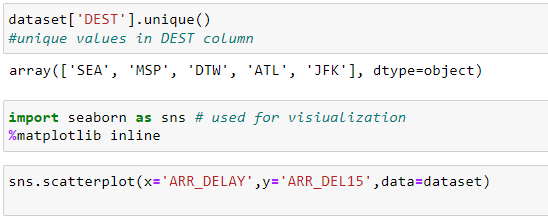 dataset['DEST'].unique()
#unique values in DEST column
array(['SEA', 'MSP', 'DTW', 'ATL', 'JFK'], dtype=object)
import seaborn as sns # used for visiualization
%matplotlib inline
sns.scatterplot(x='ARR_DELAY',y='ARR_DEL15',data=dataset)